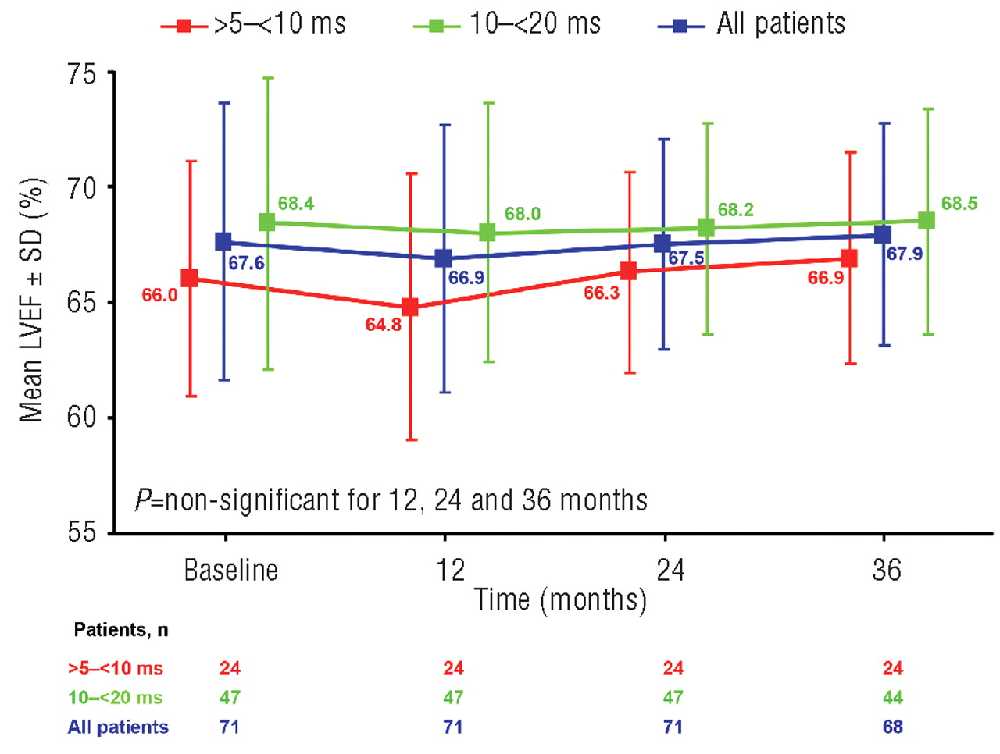 >5–<10 ms 10–<20 ms All patients
Mean LVEF ± SD (%)
75
70
65
60
55
68.4
68.0
68.2
68.5
67.6
66.9
67.5
67.9
66.0
64.8
66.3
66.9
P=non-significant for 12, 24 and 36 months
Baseline 12 24 36
Time (months)
Patients, n
>5–<10 ms 24 24 24 24
10–<20 ms 47 47 47 44
All patients 71 71 71 68